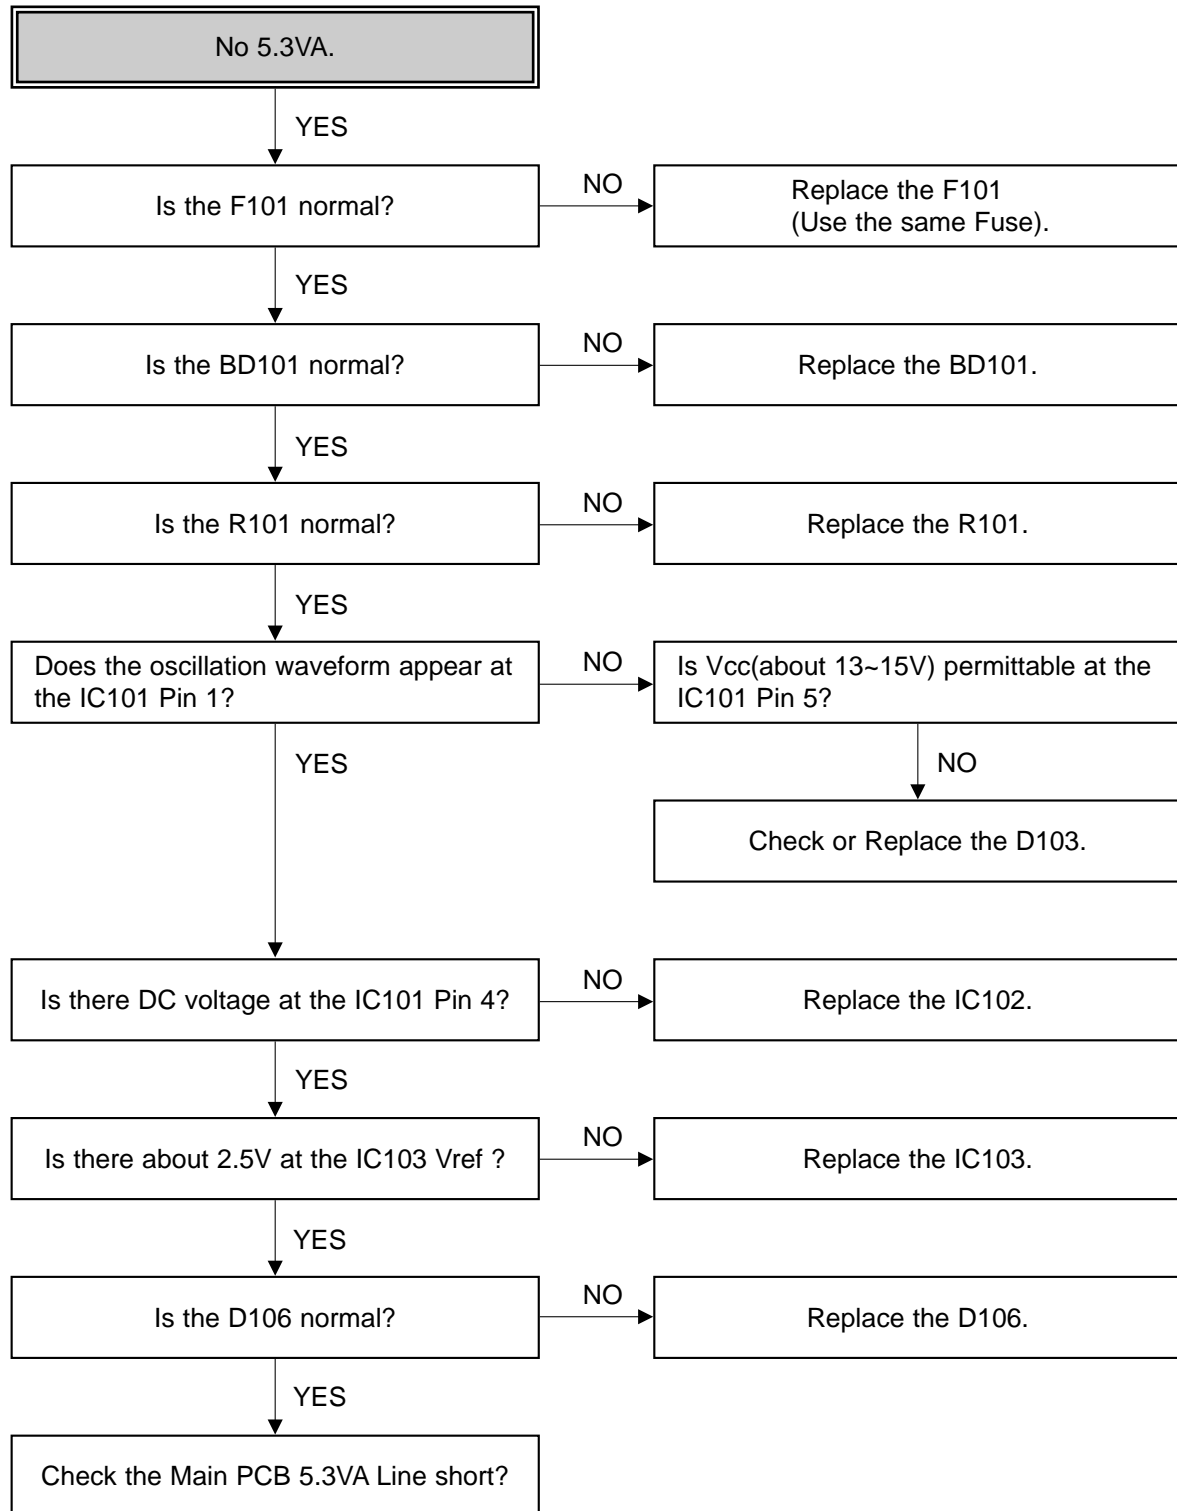 No 5.3VA.
YES
Is the F101 normal?
NO
Replace the F101
(Use the same Fuse).
YES
Is the BD101 normal?
NO
Replace the BD101.
YES
Is the R101 normal?
NO
Replace the R101.
YES
Does the oscillation waveform appear at
the IC101 Pin 1?
NO
Is Vcc(about 13~15V) permittable at the
IC101 Pin 5?
YES
NO
Check or Replace the D103.
Is there DC voltage at the IC101 Pin 4?
NO
Replace the IC102.
YES
Is there about 2.5V at the IC103 Vref ?
NO
Replace the IC103.
YES
Is the D106 normal?
NO
Replace the D106.
YES
Check the Main PCB 5.3VA Line short?